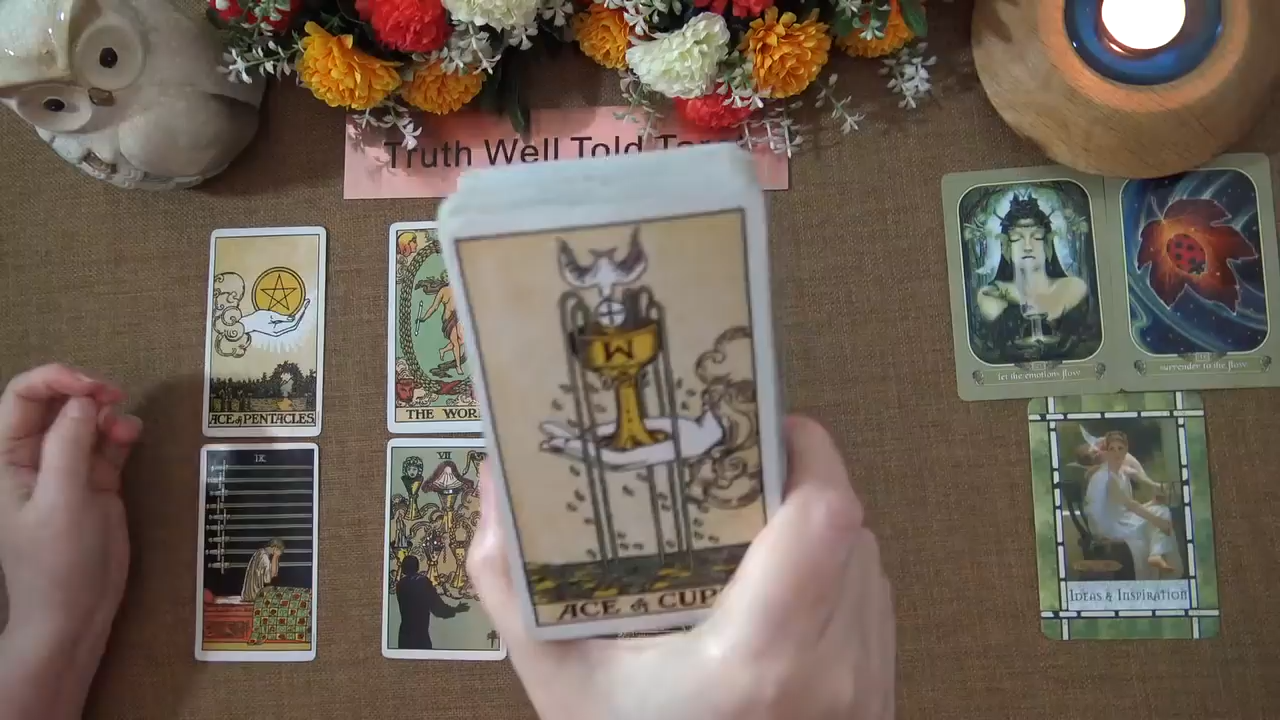 Truth Well Told Tarot
ACE of PENTACLES
THE WOR
IX
VII
ACE of CUP
let the emotions flow
surrender to the flow
IDEAS & INSPIRATION